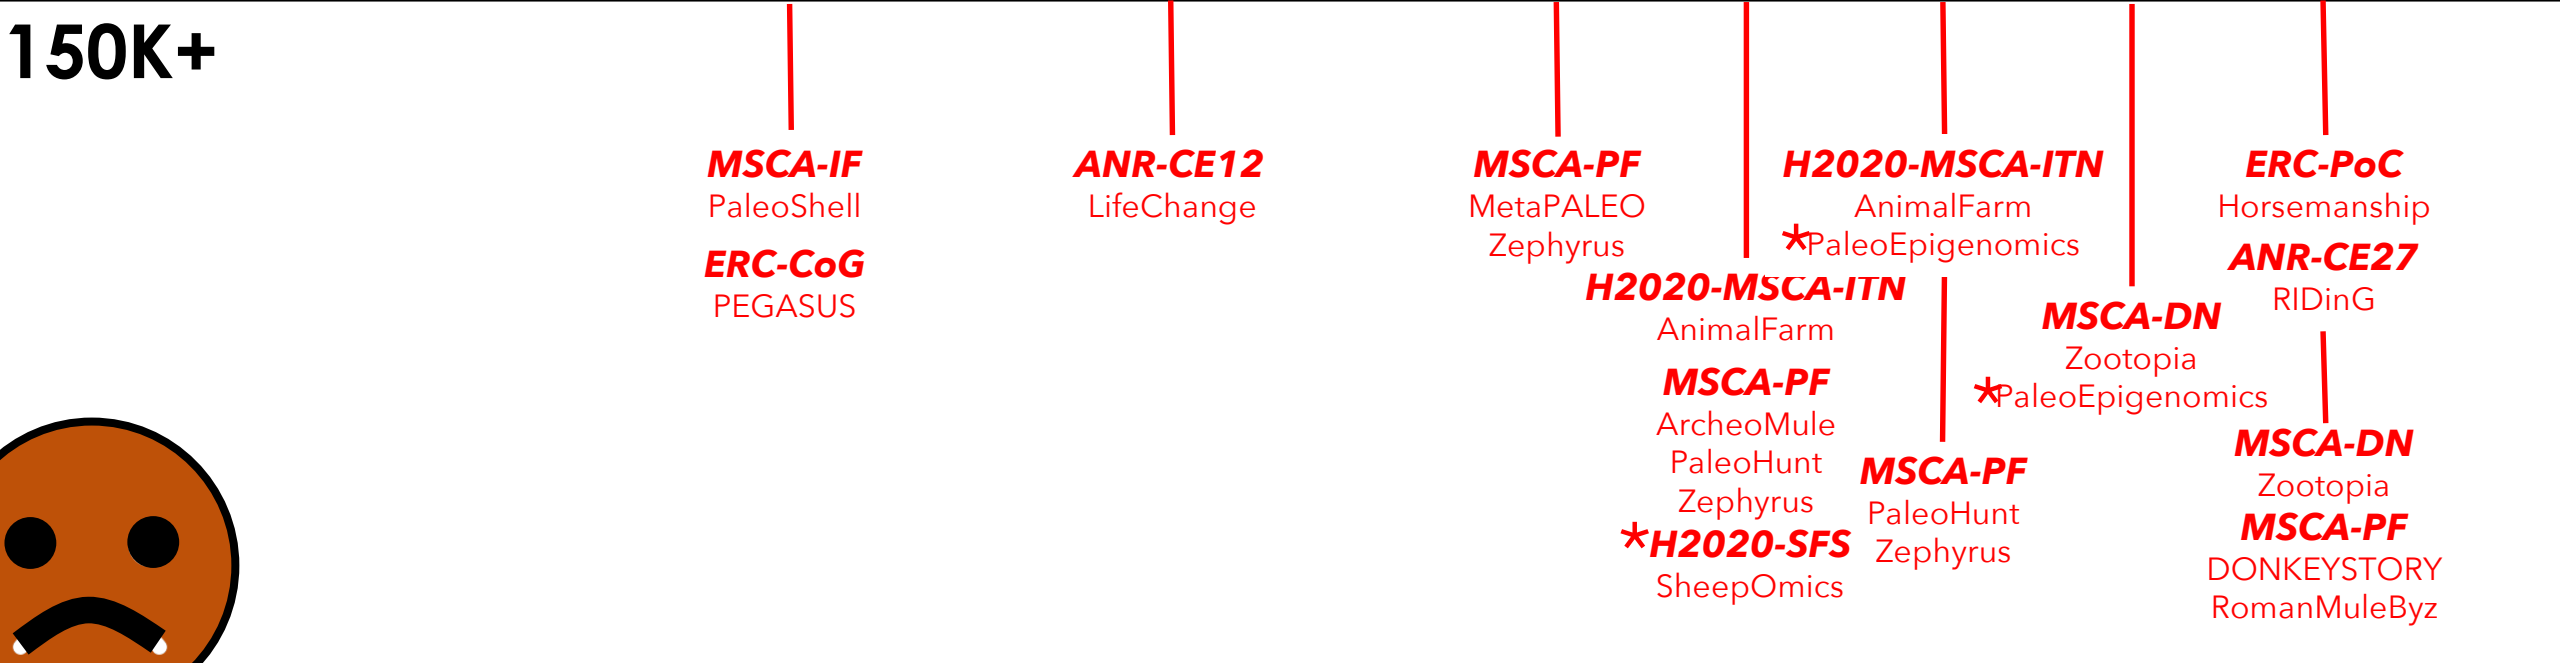 150K+
MSCA-IF
PaleoShell
ERC-CoG
PEGASUS
ANR-CE12
LifeChange
MSCA-PF
MetaPALEO
Zephyrus
H2020-MSCA-ITN
AnimalFarm
MSCA-PF
ArcheoMule
PaleoHunt
Zephyrus
*H2020-SFS
SheepOmics
H2020-MSCA-ITN
AnimalFarm
*PaleoEpigenomics
MSCA-PF
PaleoHunt
Zephyrus
MSCA-DN
Zootopia
*PaleoEpigenomics
ERC-PoC
Horsemanship
ANR-CE27
RIDinG
MSCA-DN
Zootopia
MSCA-PF
DONKEYSTORY
RomanMuleByz